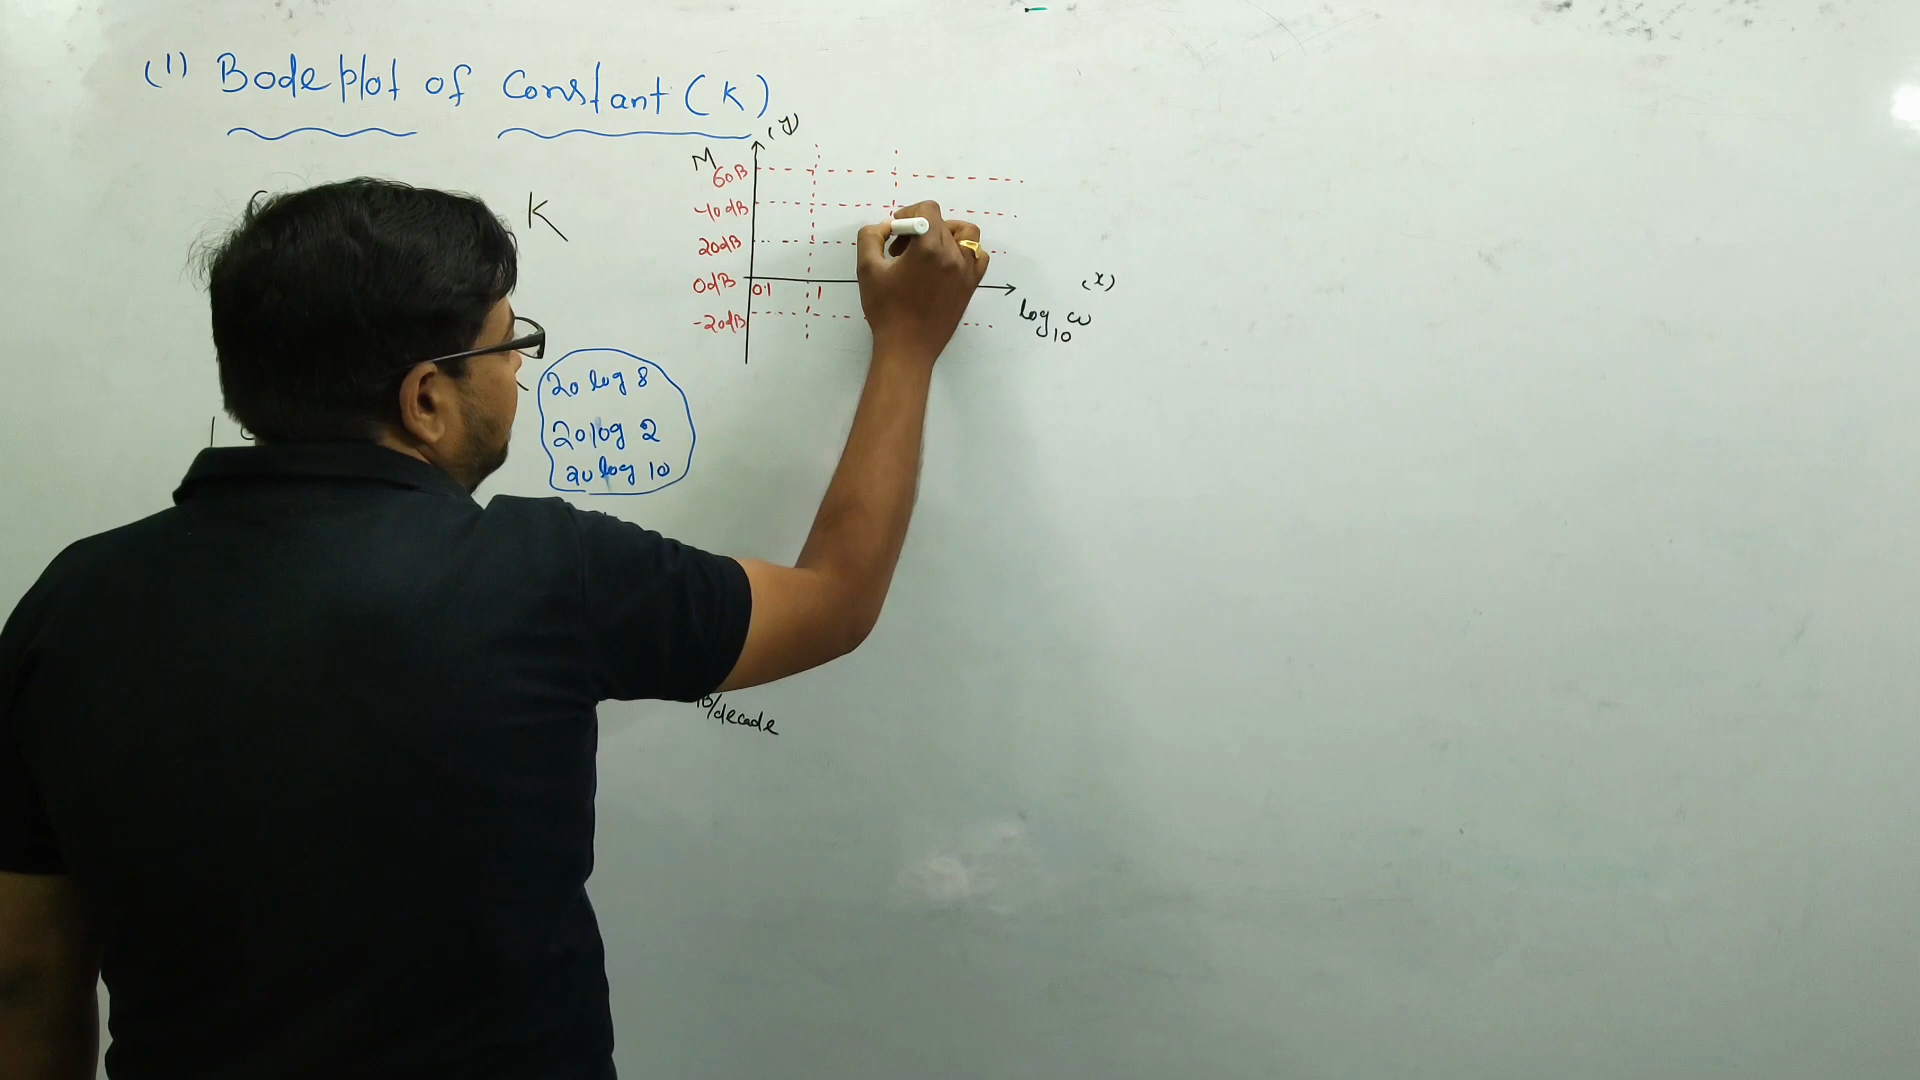 (1) Bode plot of Constant (K)
(y)
M
60B
40dB
20dB
0dB
0.1 1
-20dB
(x)
log10 ω
K
20 log 8
20 log 2
20 log 10
/decade